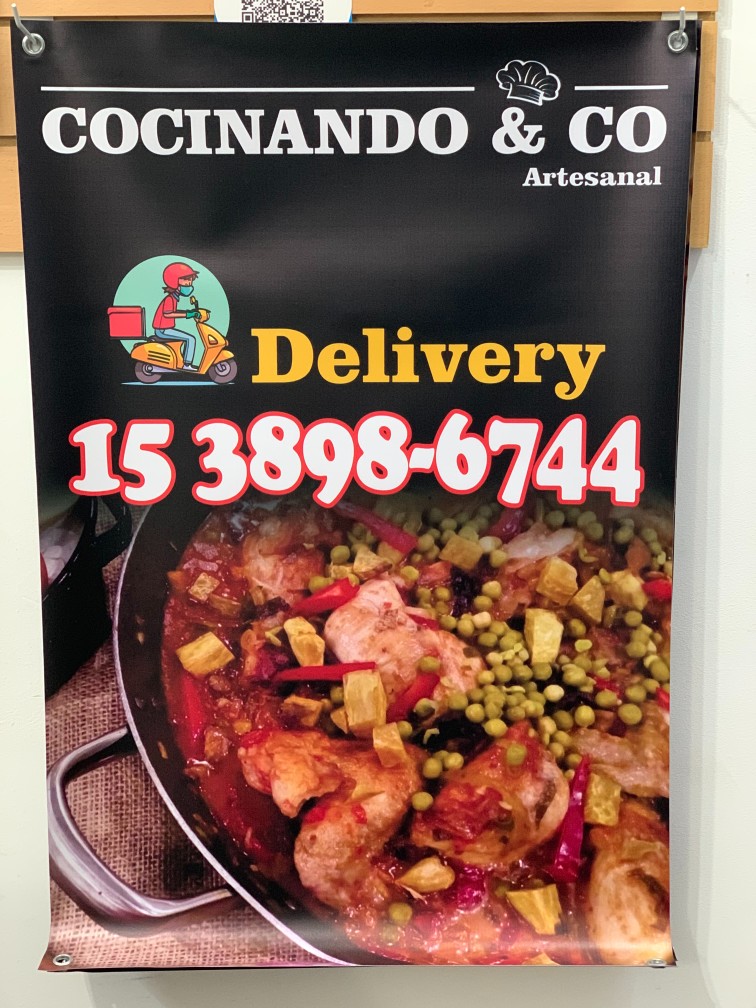 COCINANDO & CO
Artesanal
Delivery
15 3898-6744